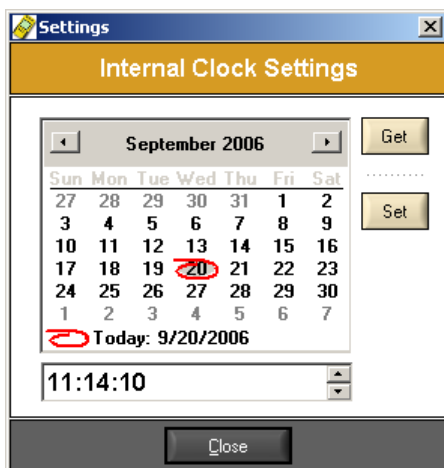 Settings
Internal Clock Settings
September 2006
Get
Sun Mon Tue Wed Thu Fri Sat
27 28 29 30 31 1 2
3 4 5 6 7 8 9
Set
10 11 12 13 14 15 16
17 18 19 20 21 22 23
24 25 26 27 28 29 30
1 2 3 4 5 6 7
Today: 9/20/2006
11:14:10
Close